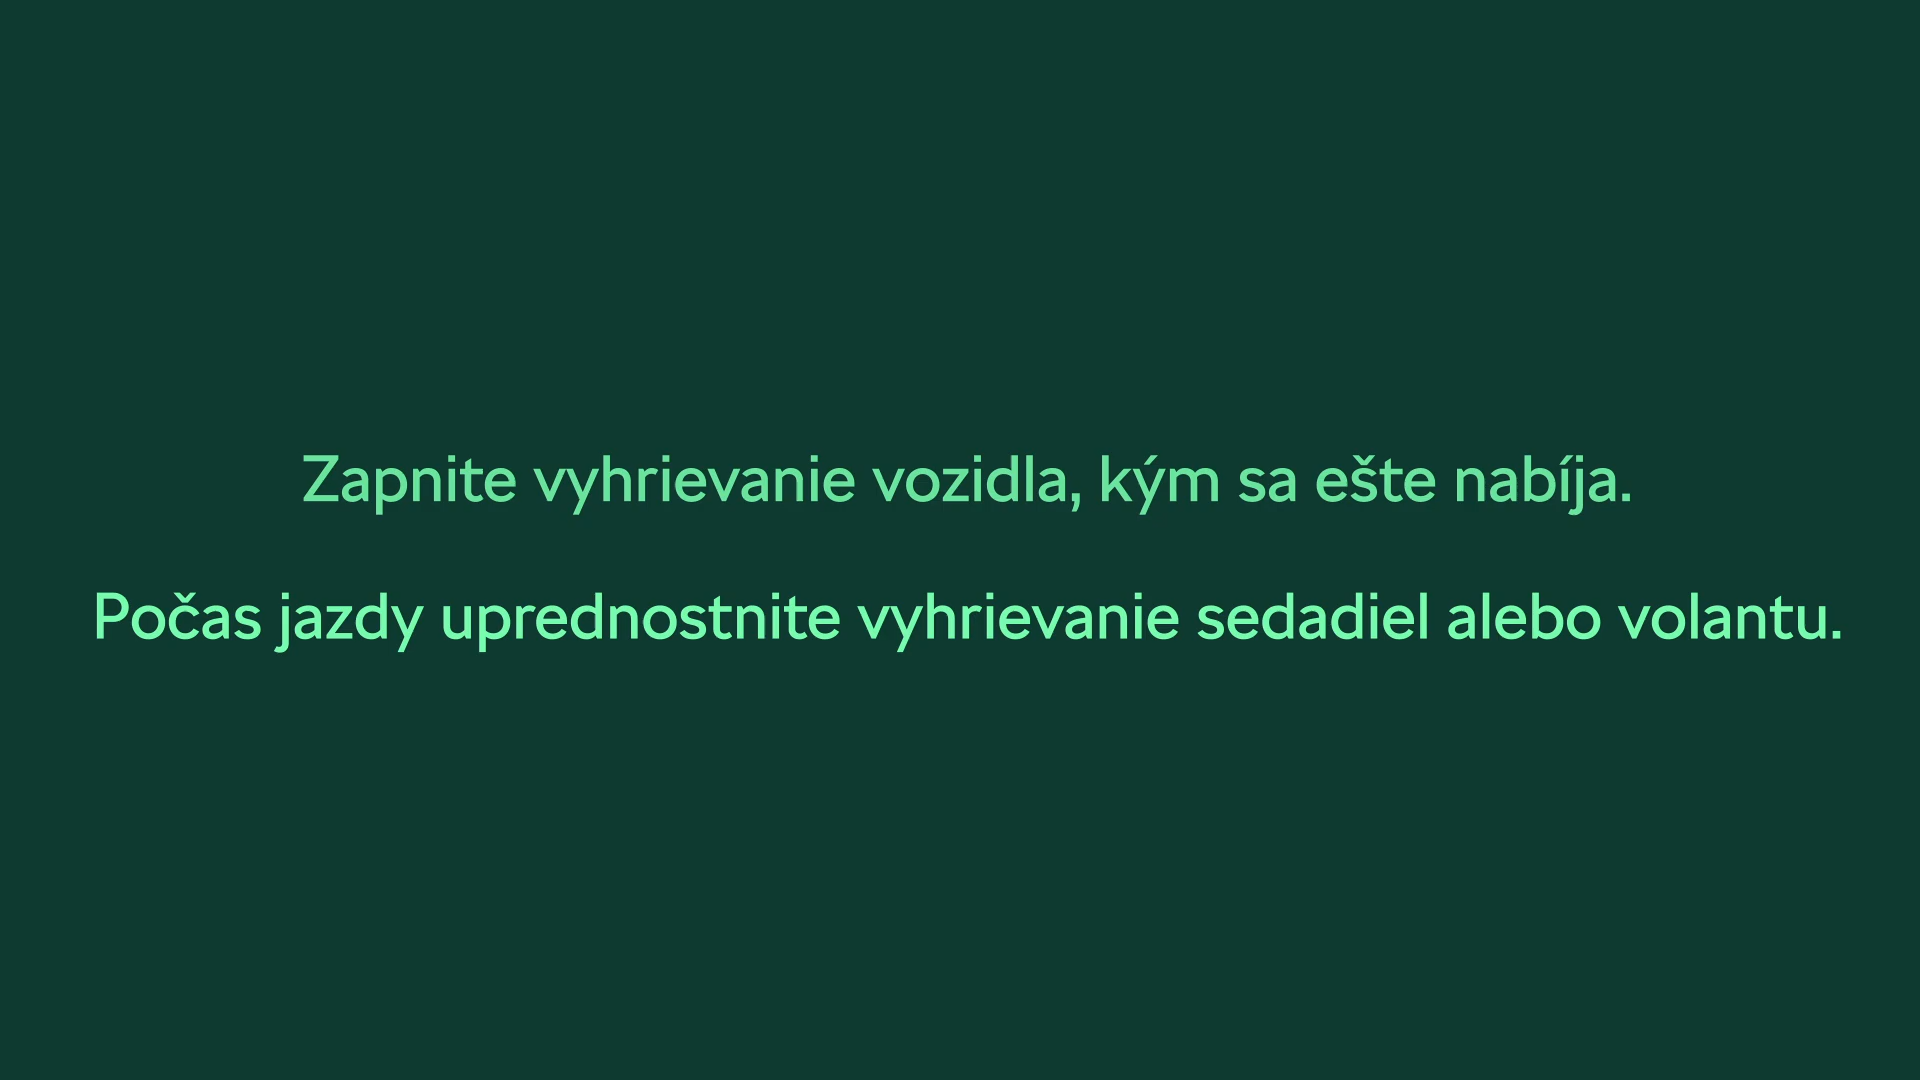 Zapnite vyhrievanie vozidla, kým sa ešte nabíja.
Počas jazdy uprednostnite vyhrievanie sedadiel alebo volantu.